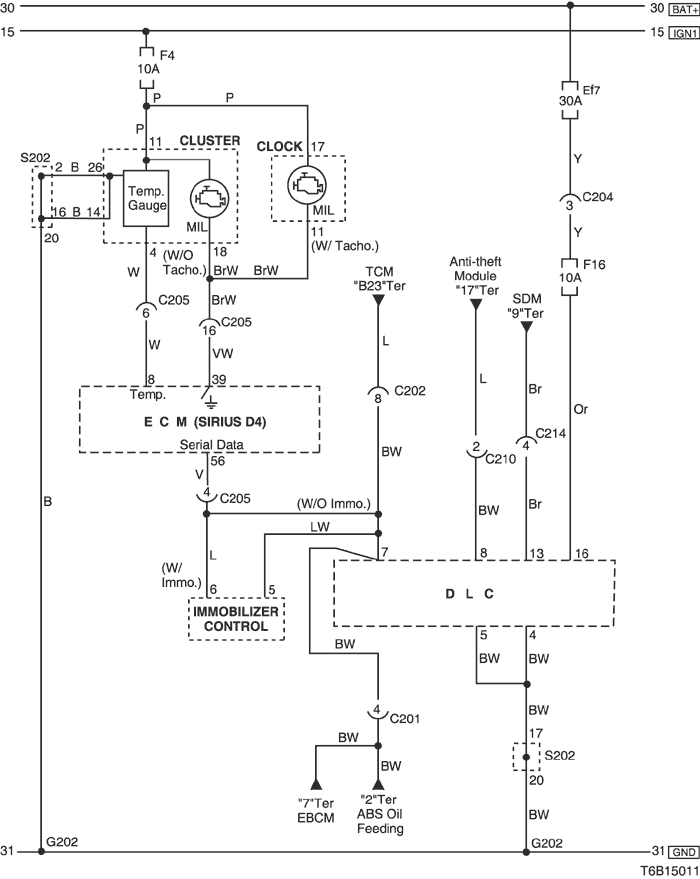 30
30 BAT+
15
15 IGN1
F4
10A
Ef7
30A
P
P
P
11
CLUSTER
CLOCK
17
S202
2 B 26
16 B 14
20
Temp.
Gauge
MIL
MIL
Y
C204
3
Y
4
(W/O
Tacho.)
18
11
(W/ Tacho.)
W
BrW
BrW
BrW
F16
10A
TCM
"B23"Ter
Anti-theft
Module
"17"Ter
SDM
"9"Ter
C205
6
C205
16
W
VW
L
L
Br
8
39
Temp.
E C M (SIRIUS D4)
Serial Data
56
C202
8
Or
BW
2
C210
C214
4
V
4
C205
B
(W/O Immo.)
LW
BW
Br
L
(W/
Immo.)
6
5
7
8
13
16
IMMOBILIZER
CONTROL
D L C
5
4
BW
BW
BW
BW
4
C201
17
S202
20
BW
BW
"7"Ter
EBCM
"2"Ter
ABS Oil
Feeding
BW
G202
G202
31
31 GND
T6B15011